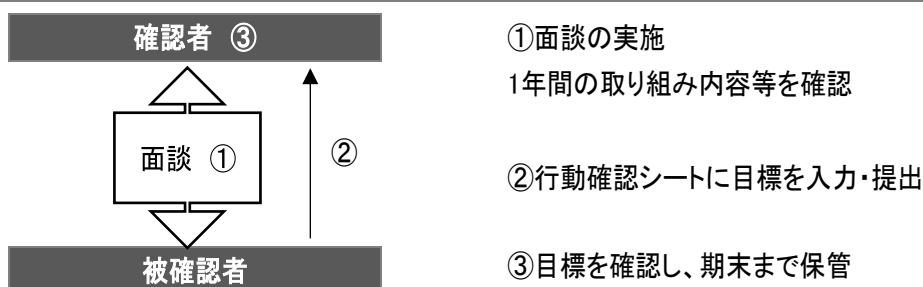 確認者 ③
①面談の実施
1年間の取り組み内容等を確認
面談 ①
②
②行動確認シートに目標を入力・提出
被確認者
③目標を確認し、期末まで保管